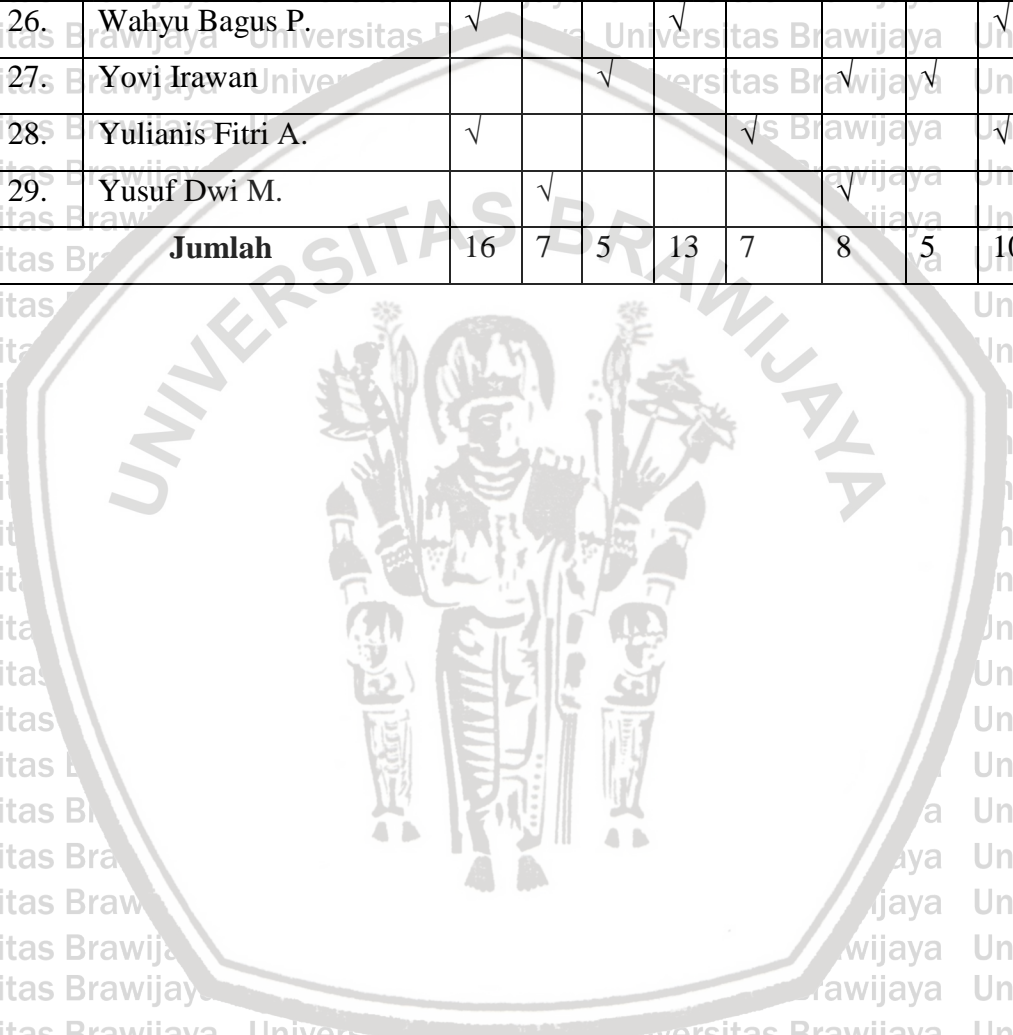 26. Wahyu Bagus P. √ √ √
27. Yovi Irawan √ √ √
28. Yulianis Fitri A. √ √ √
29. Yusuf Dwi M. √ √
Jumlah 16 7 5 13 7 8 5 10
UNIVERSITAS BRAWIJAYA